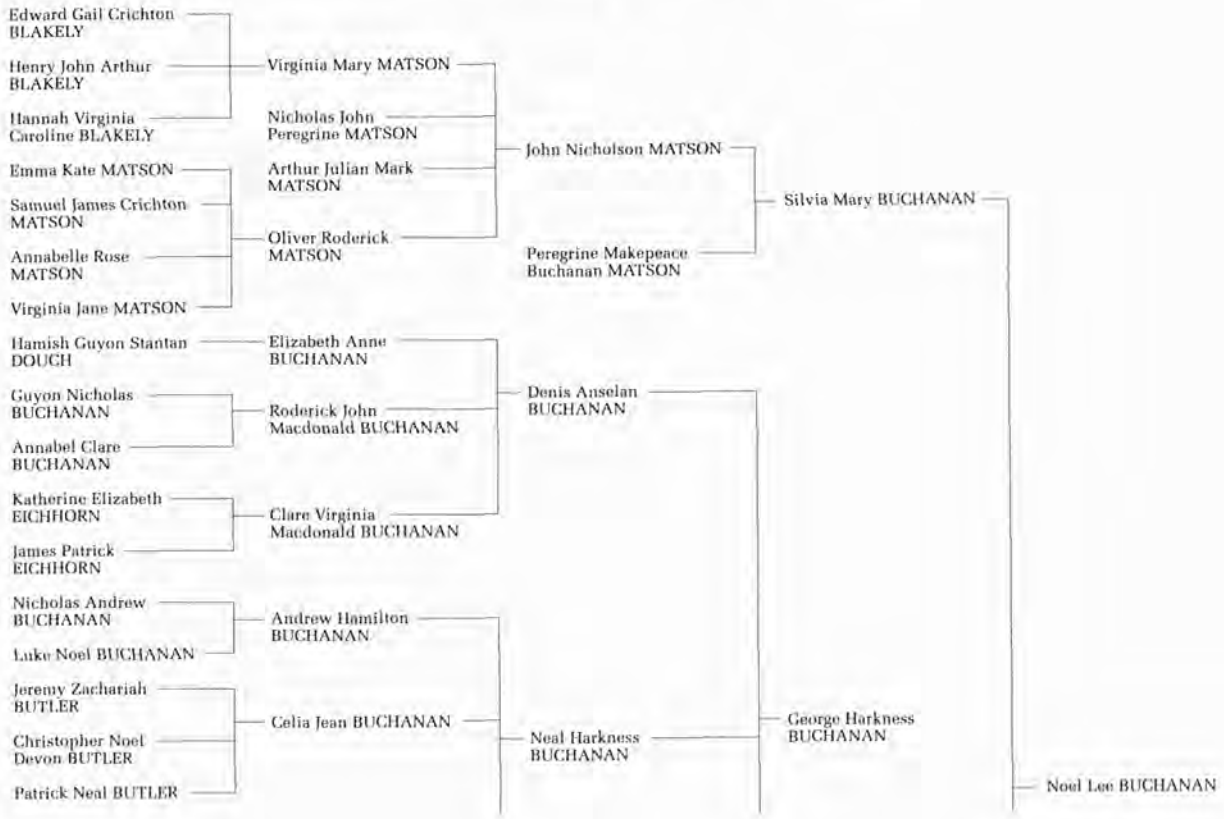 Edward Gail Crichton
BLAKELY
Henry John Arthur
BLAKELY
Hannah Virginia
Caroline BLAKELY
Emma Kate MATSON
Samuel James Crichton
MATSON
Annabelle Rose
MATSON
Virginia Jane MATSON
Hamish Guyon Stantan
DOUCH
Guyon Nicholas
BUCHANAN
Annabel Clare
BUCHANAN
Katherine Elizabeth
EICHHORN
James Patrick
EICHHORN
Nicholas Andrew
BUCHANAN
Luke Noel BUCHANAN
Jeremy Zachariah
BUTLER
Christopher Noel
Devon BUTLER
Patrick Neal BUTLER
Virginia Mary MATSON
Nicholas John
Peregrine MATSON
Arthur Julian Mark
MATSON
Oliver Roderick
MATSON
Elizabeth Anne
BUCHANAN
Roderick John
Macdonald BUCHANAN
Clare Virginia
Macdonald BUCHANAN
Andrew Hamilton
BUCHANAN
Celia Jean BUCHANAN
John Nicholson MATSON
Peregrine Makepeace
Buchanan MATSON
Denis Anselan
BUCHANAN
Neal Harkness
BUCHANAN
Silvia Mary BUCHANAN
George Harkness
BUCHANAN
Noel Lee BUCHANAN